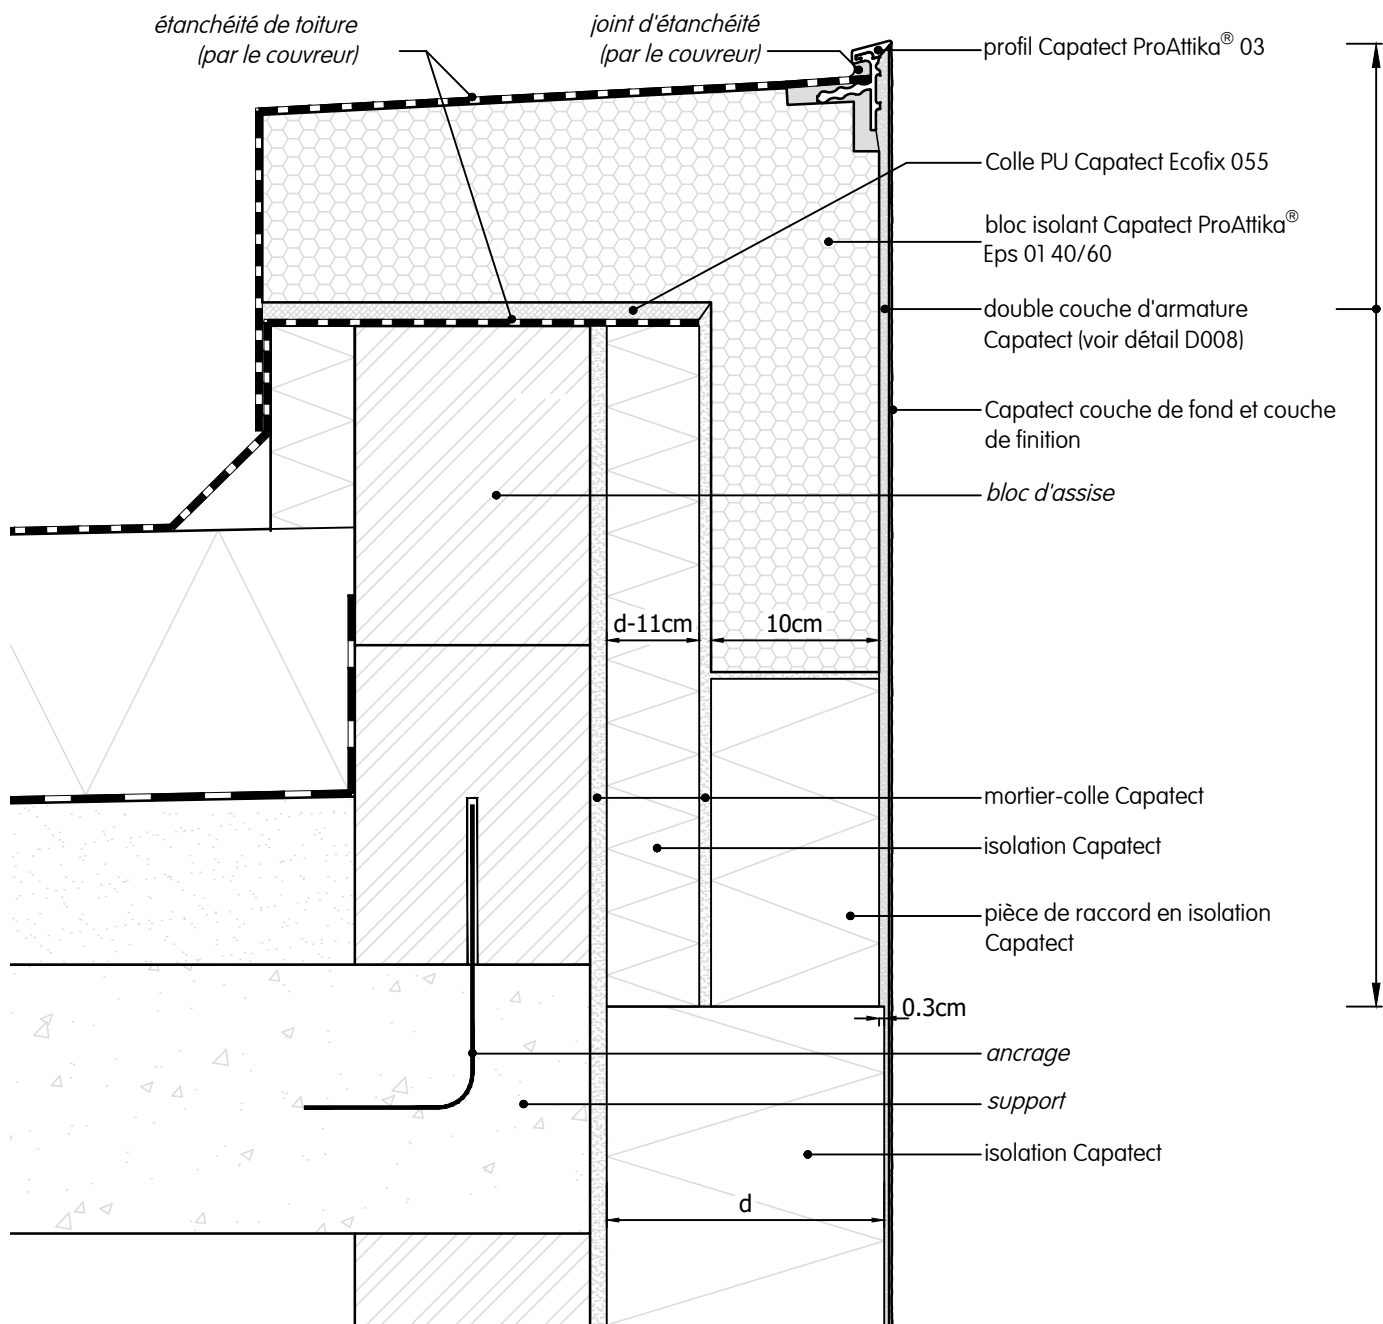 étanchéité de toiture
(par le couvreur)
joint d'étanchéité
(par le couvreur)
profil Capatect ProAttika® 03
Colle PU Capatect Ecofix 055
bloc isolant Capatect ProAttika®
Eps 01 40/60
double couche d'armature
Capatect (voir détail D008)
Capatect couche de fond et couche
de finition
bloc d'assise
d-11cm
10cm
mortier-colle Capatect
isolation Capatect
pièce de raccord en isolation
Capatect
0.3cm
ancrage
support
isolation Capatect
d